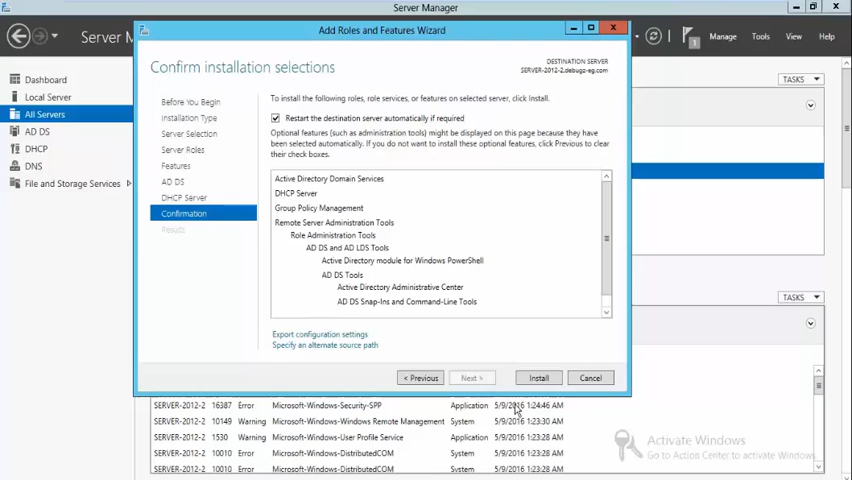 Server Manager
Server M
1
Manage Tools View Help
Dashboard
Local Server
All Servers
AD DS
DHCP
DNS
File and Storage Services
Add Roles and Features Wizard
Confirm installation selections
DESTINATION SERVER
SERVER-2012-2.debugz-eg.com
Before You Begin
Installation Type
Server Selection
Server Roles
Features
AD DS
DHCP Server
Confirmation
Results
To install the following roles, role services, or features on selected server, click Install.
Restart the destination server automatically if required
Optional features (such as administration tools) might be displayed on this page because they have
been selected automatically. If you do not want to install these optional features, click Previous to clear
their check boxes.
Active Directory Domain Services
DHCP Server
Group Policy Management
Remote Server Administration Tools
Role Administration Tools
AD DS and AD LDS Tools
Active Directory module for Windows PowerShell
AD DS Tools
Active Directory Administrative Center
AD DS Snap-Ins and Command-Line Tools
Export configuration settings
Specify an alternate source path
< Previous Next > Install Cancel
TASKS
TASKS
SERVER-2012-2 16387 Error Microsoft-Windows-Security-SPP Application 5/9/2016 1:24:46 AM
SERVER-2012-2 10149 Warning Microsoft-Windows-Windows Remote Management System 5/9/2016 1:23:30 AM
SERVER-2012-2 1530 Warning Microsoft-Windows-User Profile Service Application 5/9/2016 1:23:28 AM
SERVER-2012-2 10010 Error Microsoft-Windows-DistributedCOM System 5/9/2016 1:23:28 AM
SERVER-2012-2 10010 Error Microsoft-Windows-DistributedCOM System 5/9/2016 1:23:28 AM
Activate Windows
Go to Action Center to activate Windows.